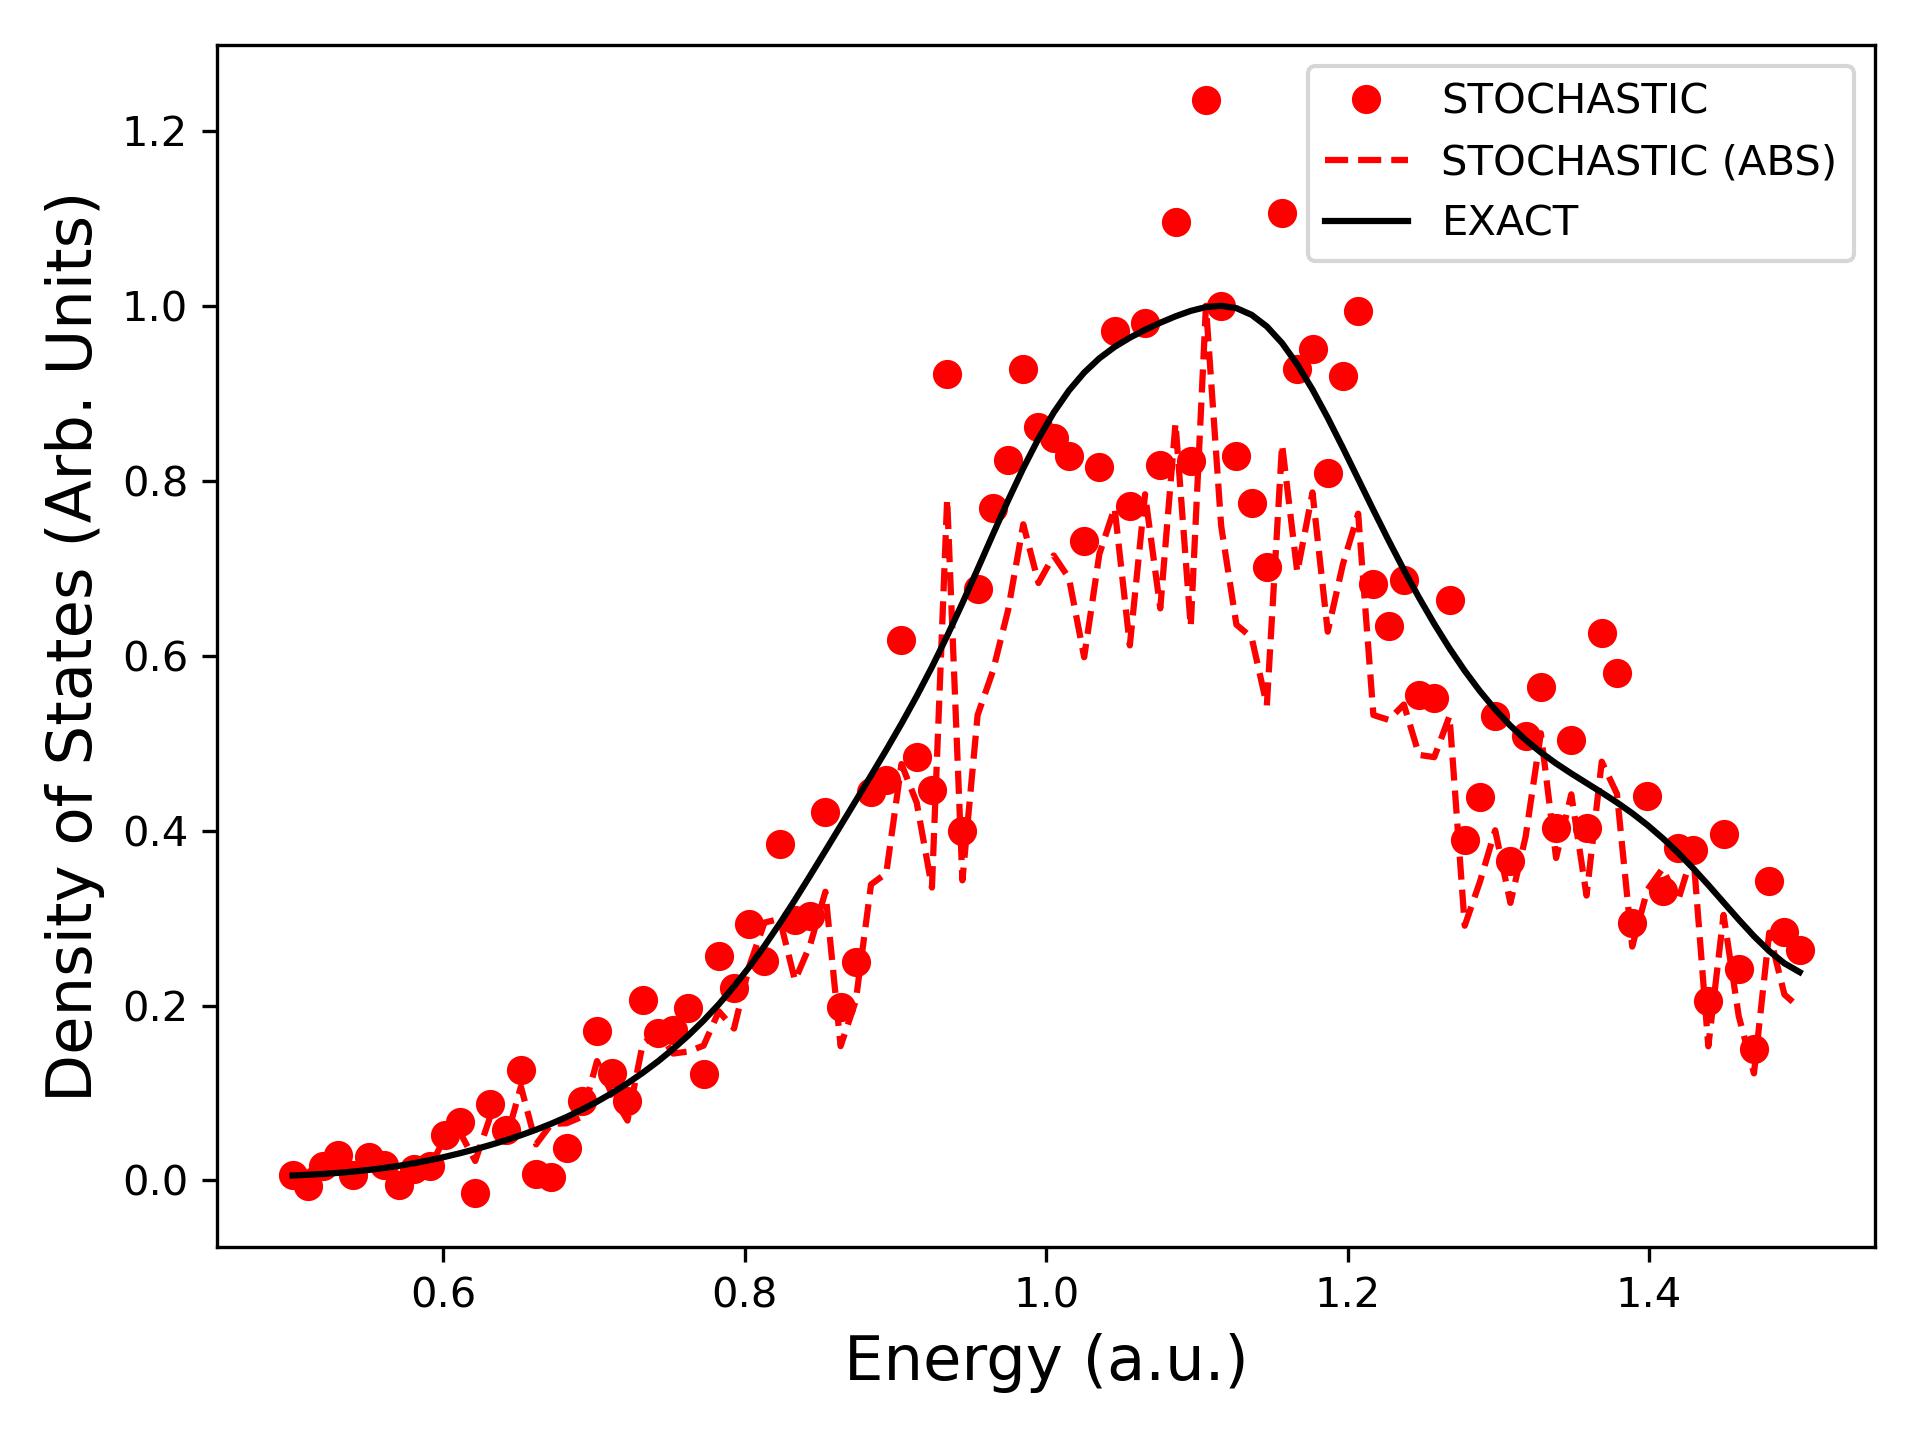 STOCHASTIC
STOCHASTIC (ABS)
EXACT
Density of States (Arb. Units)
1.2
1.0
0.8
0.6
0.4
0.2
0.0
0.6 0.8 1.0 1.2 1.4
Energy (a.u.)